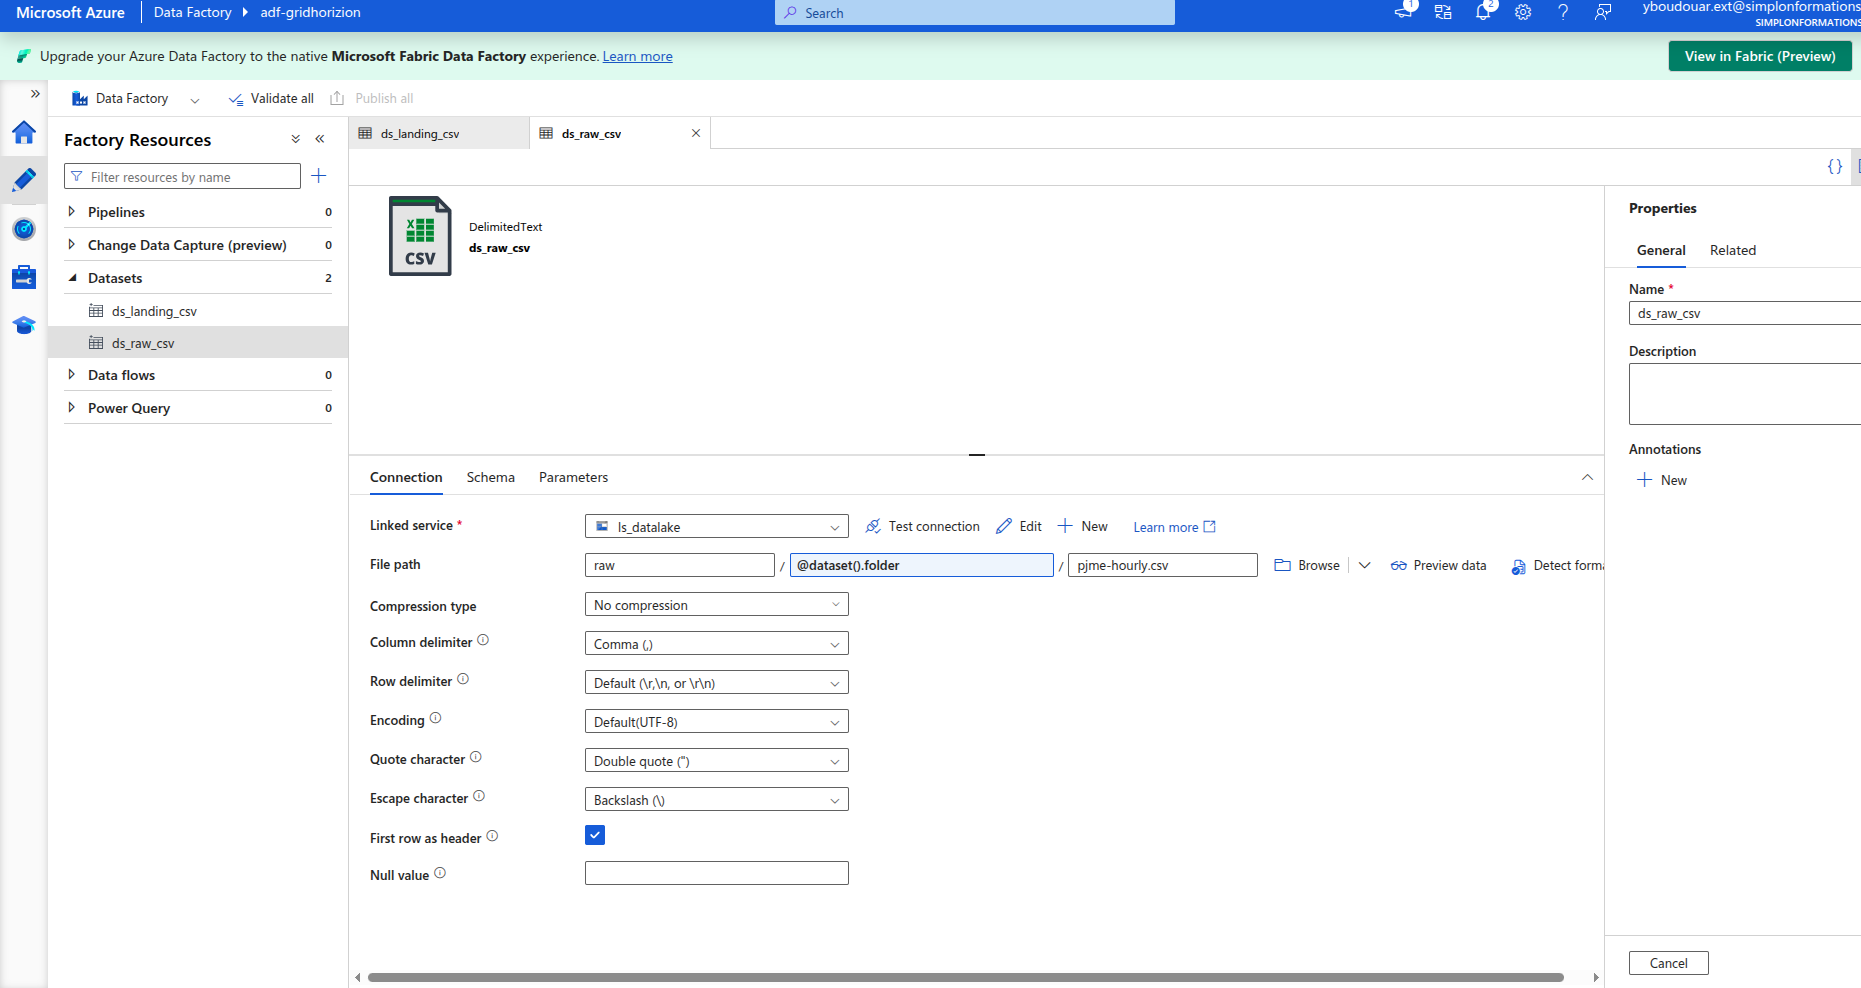 Microsoft Azure
Data Factory
adf-gridhorizion
Search
1
2
yboudouar.ext@simplonformations
SIMPLONFORMATIONS
Upgrade your Azure Data Factory to the native Microsoft Fabric Data Factory experience. Learn more
View in Fabric (Preview)
Data Factory
Validate all
Publish all
Factory Resources
Filter resources by name
Pipelines 0
Change Data Capture (preview) 0
Datasets 2
ds_landing_csv
ds_raw_csv
Data flows 0
Power Query 0
ds_landing_csv
ds_raw_csv
{}
CSV
DelimitedText
ds_raw_csv
Connection
Schema
Parameters
Linked service *
ls_datalake
Test connection
Edit
New
Learn more
File path
raw / @dataset().folder / pjme-hourly.csv
Browse
Preview data
Detect forma
Compression type
No compression
Column delimiter
Comma (,)
Row delimiter
Default (\r,\n, or \r\n)
Encoding
Default(UTF-8)
Quote character
Double quote (")
Escape character
Backslash (\)
First row as header
Null value
Properties
General
Related
Name *
ds_raw_csv
Description
Annotations
New
Cancel